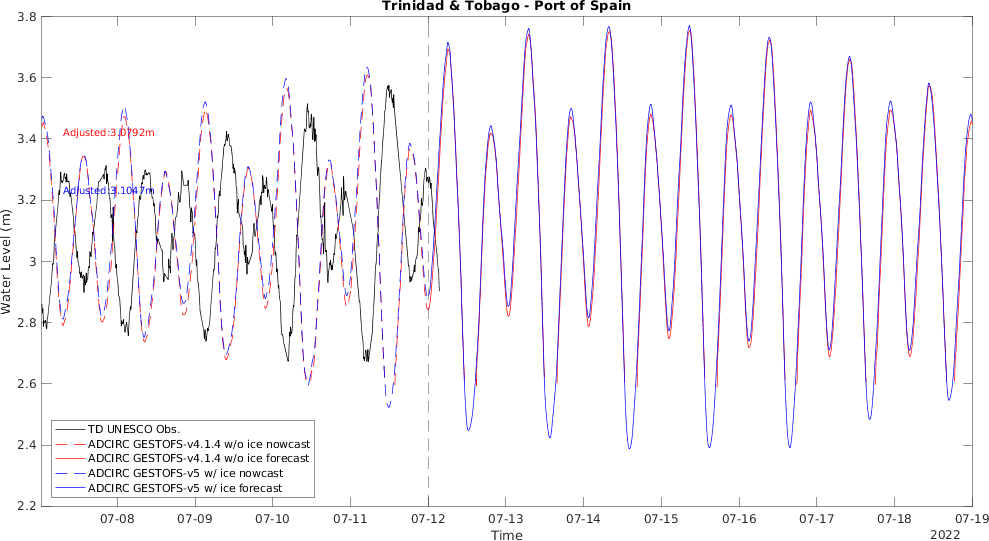 Trinidad & Tobago - Port of Spain
3.8
3.6
3.4
3.2
3
2.8
2.6
2.4
2.2
Water Level (m)
Adjusted:3.0792m
Adjusted:3.1047m
TD UNESCO Obs.
ADCIRC GESTOFS-v4.1.4 w/o ice nowcast
ADCIRC GESTOFS-v4.1.4 w/o ice forecast
ADCIRC GESTOFS-v5 w/ ice nowcast
ADCIRC GESTOFS-v5 w/ ice forecast
07-08 07-09 07-10 07-11 07-12 07-13 07-14 07-15 07-16 07-17 07-18 07-19
Time
2022